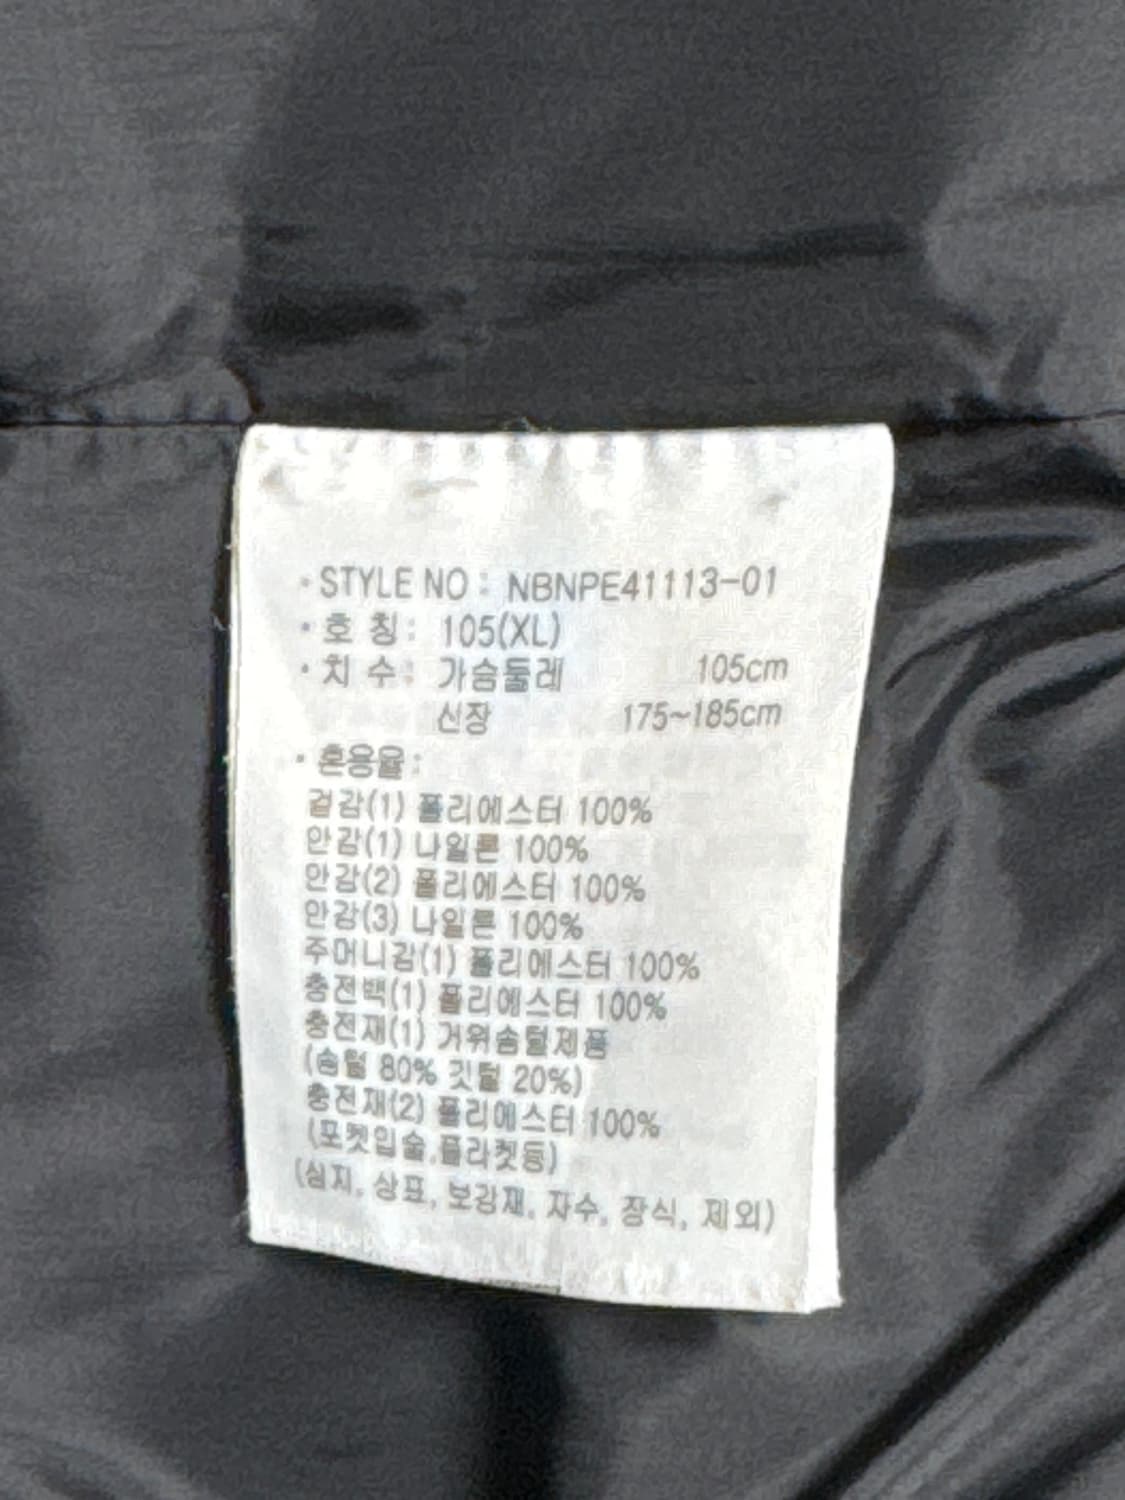 · STYLE NO : NBNPE41113-01
· 호 칭 : 105(XL)
· 치 수 : 가슴둘레 105cm
신장 175~185cm
· 혼용율 :
겉감(1) 폴리에스터 100%
안감(1) 나일론 100%
안감(2) 폴리에스터 100%
안감(3) 나일론 100%
주머니감(1) 폴리에스터 100%
충전백(1) 폴리에스터 100%
충전재(1) 거위솜털제품
(솜털 80% 깃털 20%)
충전재(2) 폴리에스터 100%
(포켓입술,플라켓등)
(심지, 상표, 보강재, 자수, 장식, 제외)